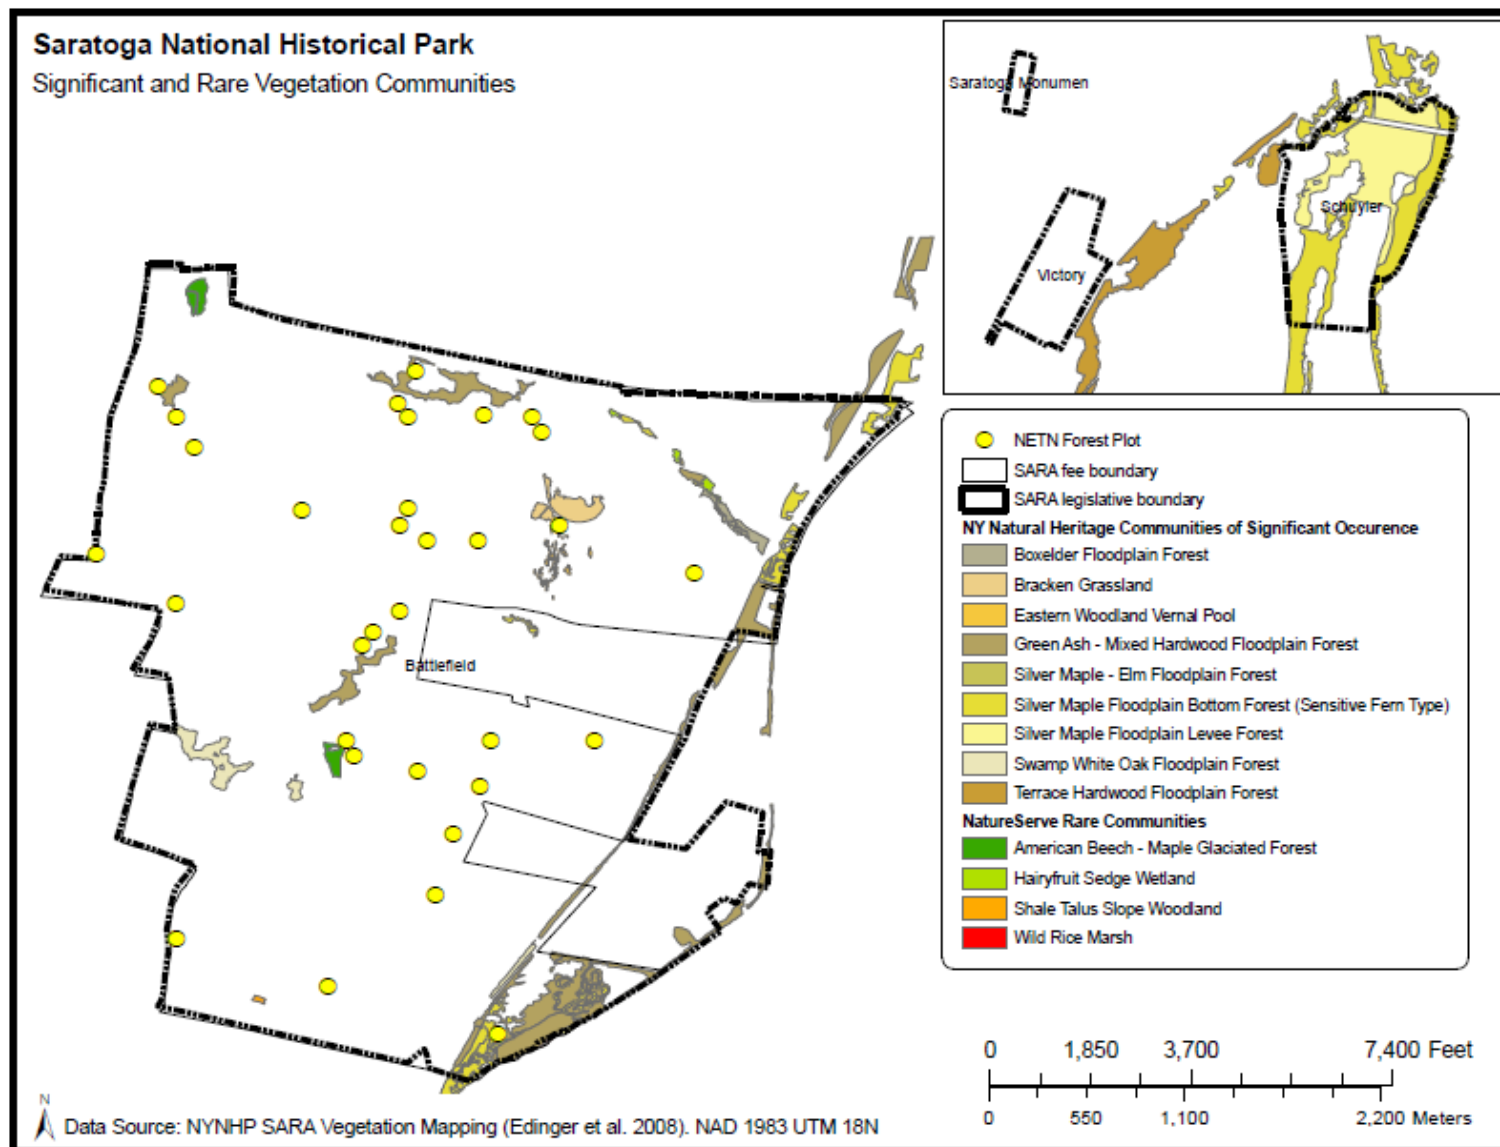 Saratoga National Historical Park
Significant and Rare Vegetation Communities
Saratoga Monumen
Schuyler
Victory
Battlefield
NETN Forest Plot
SARA fee boundary
SARA legislative boundary
NY Natural Heritage Communities of Significant Occurence
Boxelder Floodplain Forest
Bracken Grassland
Eastern Woodland Vernal Pool
Green Ash - Mixed Hardwood Floodplain Forest
Silver Maple - Elm Floodplain Forest
Silver Maple Floodplain Bottom Forest (Sensitive Fern Type)
Silver Maple Floodplain Levee Forest
Swamp White Oak Floodplain Forest
Terrace Hardwood Floodplain Forest
NatureServe Rare Communities
American Beech - Maple Glaciated Forest
Hairyfruit Sedge Wetland
Shale Talus Slope Woodland
Wild Rice Marsh
0 1,850 3,700 7,400 Feet
0 550 1,100 2,200 Meters
N
Data Source: NYNHP SARA Vegetation Mapping (Edinger et al. 2008). NAD 1983 UTM 18N